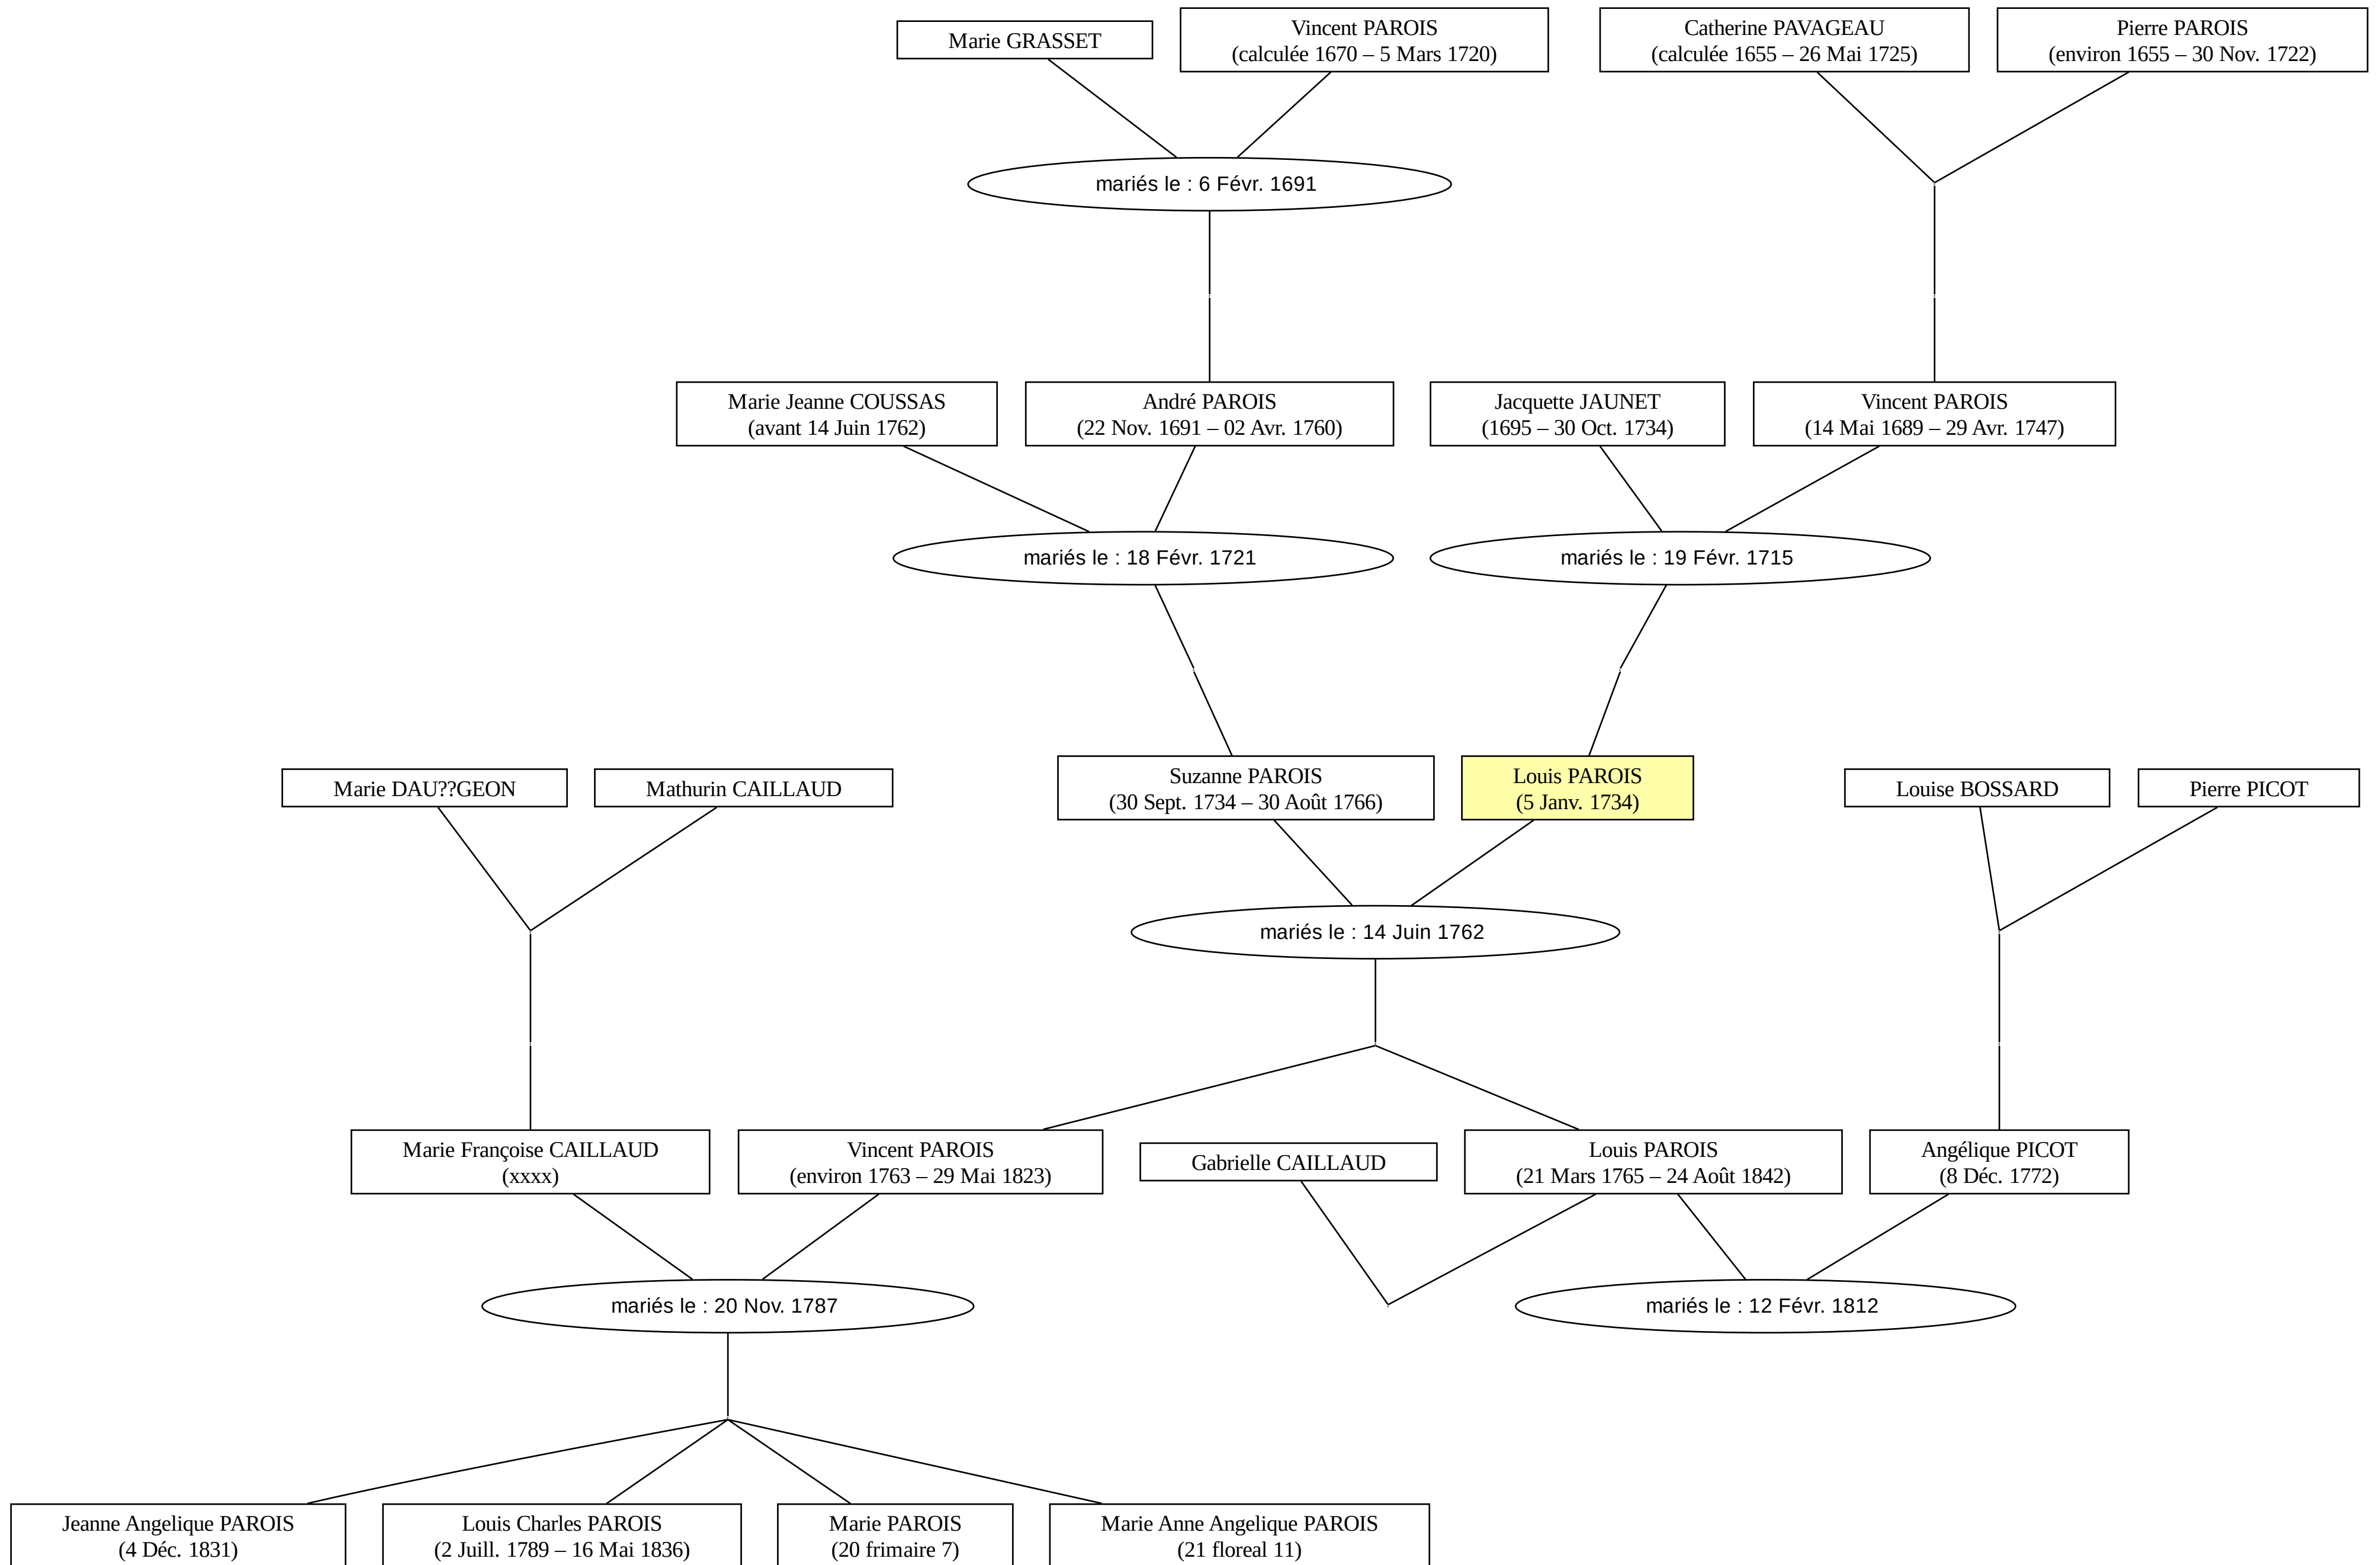 Marie GRASSET
Vincent PAROIS
(calculée 1670 – 5 Mars 1720)
Catherine PAVAGEAU
(calculée 1655 – 26 Mai 1725)
Pierre PAROIS
(environ 1655 – 30 Nov. 1722)
mariés le : 6 Févr. 1691
Marie Jeanne COUSSAS
(avant 14 Juin 1762)
André PAROIS
(22 Nov. 1691 – 02 Avr. 1760)
Jacquette JAUNET
(1695 – 30 Oct. 1734)
Vincent PAROIS
(14 Mai 1689 – 29 Avr. 1747)
mariés le : 18 Févr. 1721
mariés le : 19 Févr. 1715
Marie DAU??GEON
Mathurin CAILLAUD
Suzanne PAROIS
(30 Sept. 1734 – 30 Août 1766)
Louis PAROIS
(5 Janv. 1734)
Louise BOSSARD
Pierre PICOT
mariés le : 14 Juin 1762
Marie Françoise CAILLAUD
(xxxx)
Vincent PAROIS
(environ 1763 – 29 Mai 1823)
Gabrielle CAILLAUD
Louis PAROIS
(21 Mars 1765 – 24 Août 1842)
Angélique PICOT
(8 Déc. 1772)
mariés le : 20 Nov. 1787
mariés le : 12 Févr. 1812
Jeanne Angelique PAROIS
(4 Déc. 1831)
Louis Charles PAROIS
(2 Juill. 1789 – 16 Mai 1836)
Marie PAROIS
(20 frimaire 7)
Marie Anne Angelique PAROIS
(21 floreal 11)